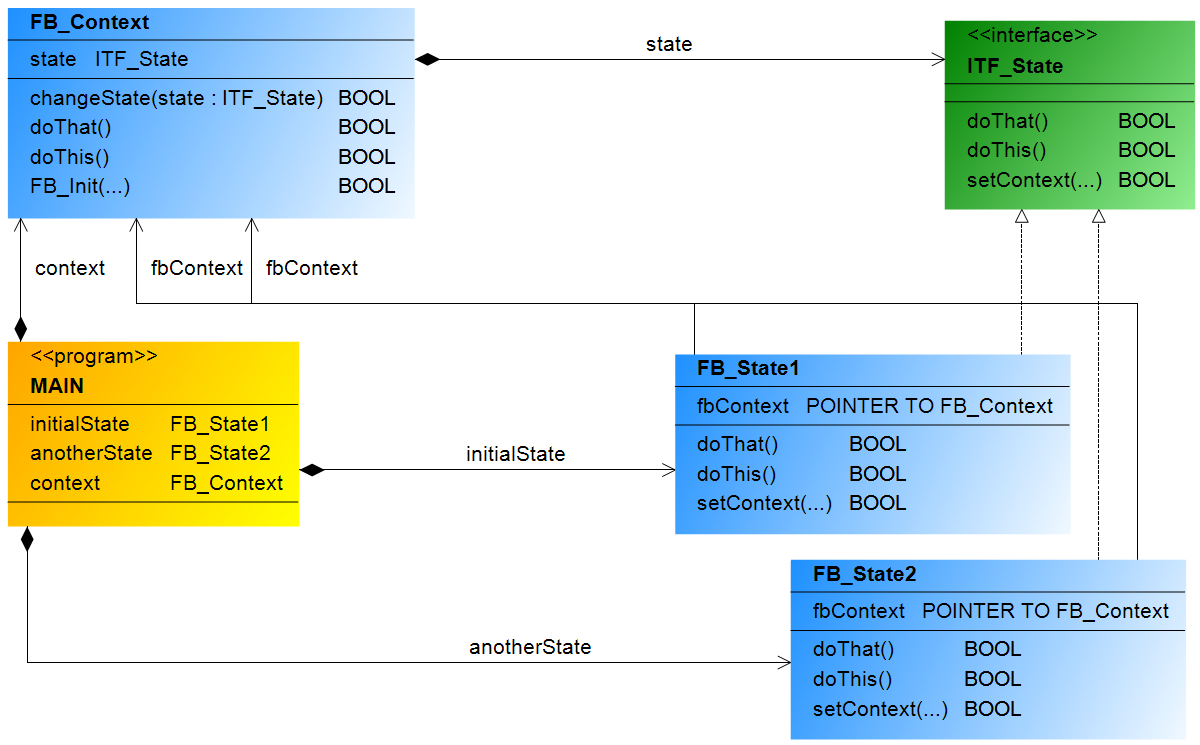 FB_Context
state ITF_State
changeState(state : ITF_State) BOOL
doThat() BOOL
doThis() BOOL
FB_Init(...) BOOL
state
<<interface>>
ITF_State
doThat() BOOL
doThis() BOOL
setContext(...) BOOL
context
fbContext
fbContext
<<program>>
MAIN
initialState FB_State1
anotherState FB_State2
context FB_Context
initialState
FB_State1
fbContext POINTER TO FB_Context
doThat() BOOL
doThis() BOOL
setContext(...) BOOL
anotherState
FB_State2
fbContext POINTER TO FB_Context
doThat() BOOL
doThis() BOOL
setContext(...) BOOL